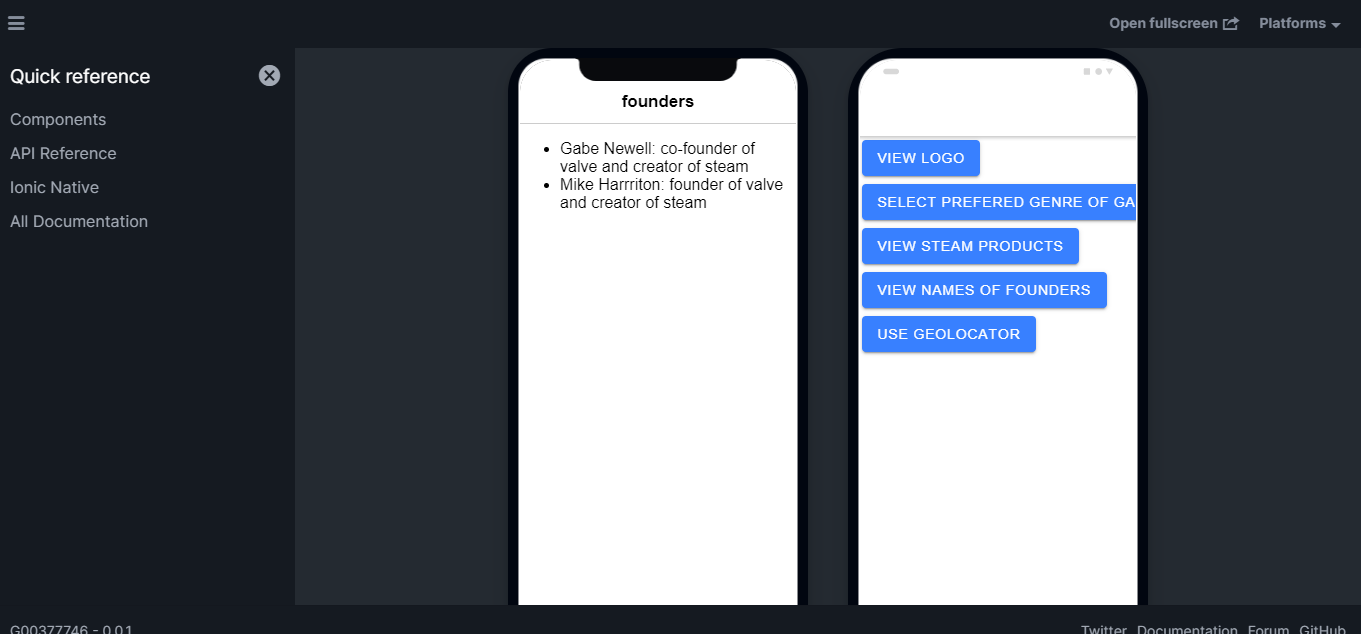 Open fullscreen
Platforms
Quick reference
Components
API Reference
Ionic Native
All Documentation
founders
Gabe Newell: co-founder of
valve and creator of steam
Mike Harrriton: founder of valve
and creator of steam
VIEW LOGO
SELECT PREFERED GENRE OF GA
VIEW STEAM PRODUCTS
VIEW NAMES OF FOUNDERS
USE GEOLOCATOR
G00377746 - 0.0.1
Twitter Documentation Forum GitHub